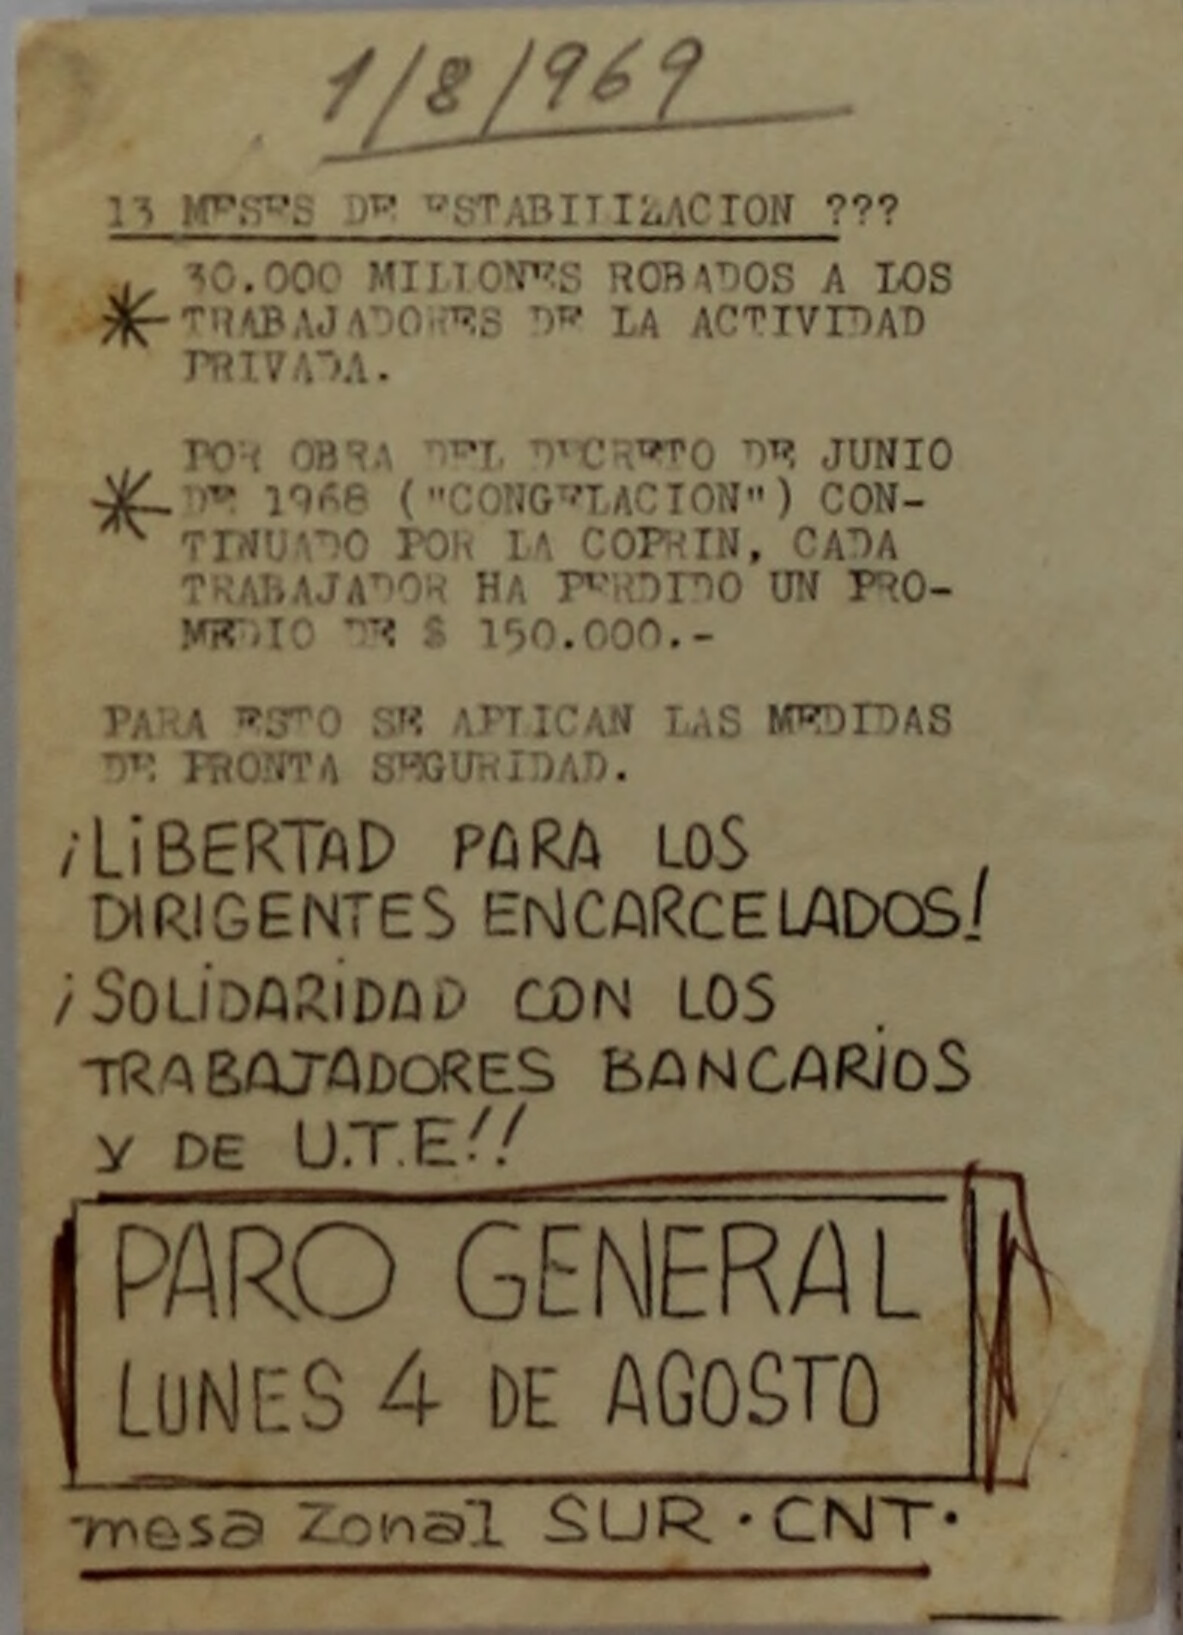 1/8/969
13 MESES DE ESTABILIZACION ???
30.000 MILLONES ROBADOS A LOS
TRABAJADORES DE LA ACTIVIDAD
PRIVADA.
POR OBRA DEL DECRETO DE JUNIO
DE 1968 ("CONGELACION") CON-
TINUADO POR LA COPRIN, CADA
TRABAJADOR HA PERDIDO UN PRO-
MEDIO DE $ 150.000.-
PARA ESTO SE APLICAN LAS MEDIDAS
DE PRONTA SEGURIDAD.
¡LiBERTAD PARA LOS
DIRIGENTES ENCARCELADOS!
¡SOLiDARiDAD CON LOS
TRABAJADORES BANCARiOS
y DE U.T.E!!
PARO GENERAL
LUNES 4 DE AGOSTO
mesa Zonal SUR · CNT ·